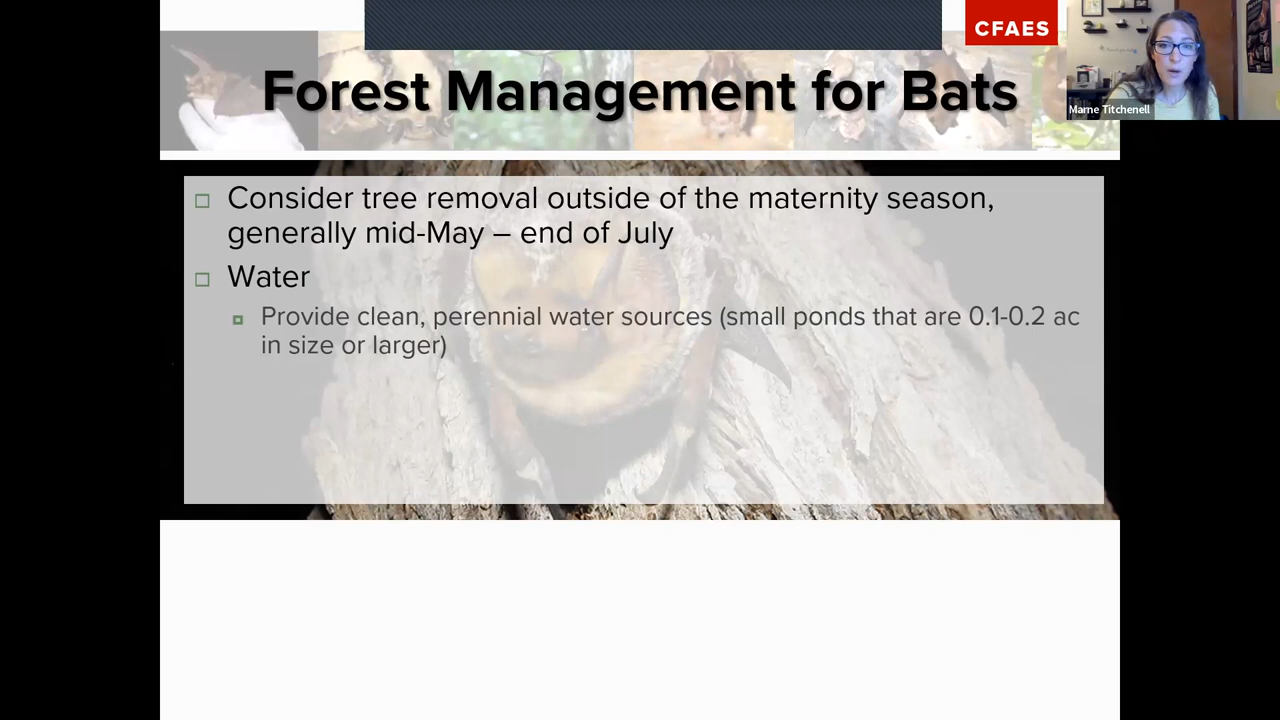 CFAES
Forest Management for Bats
Marne Titchenell
Consider tree removal outside of the maternity season,
generally mid-May – end of July
Water
Provide clean, perennial water sources (small ponds that are 0.1-0.2 ac
in size or larger)